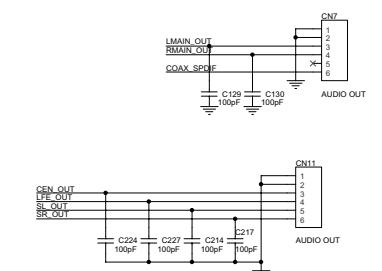 CN7
1
2
LMAIN_OUT 3
RMAIN_OUT 4
5
COAX_SPDIF 6
C129 C130 AUDIO OUT
100pF 100pF
CN11
1
2
CEN_OUT 3
LFE_OUT 4
SL_OUT 5
SR_OUT 6
C217
C224 C227 C214 AUDIO OUT
100pF 100pF 100pF 100pF